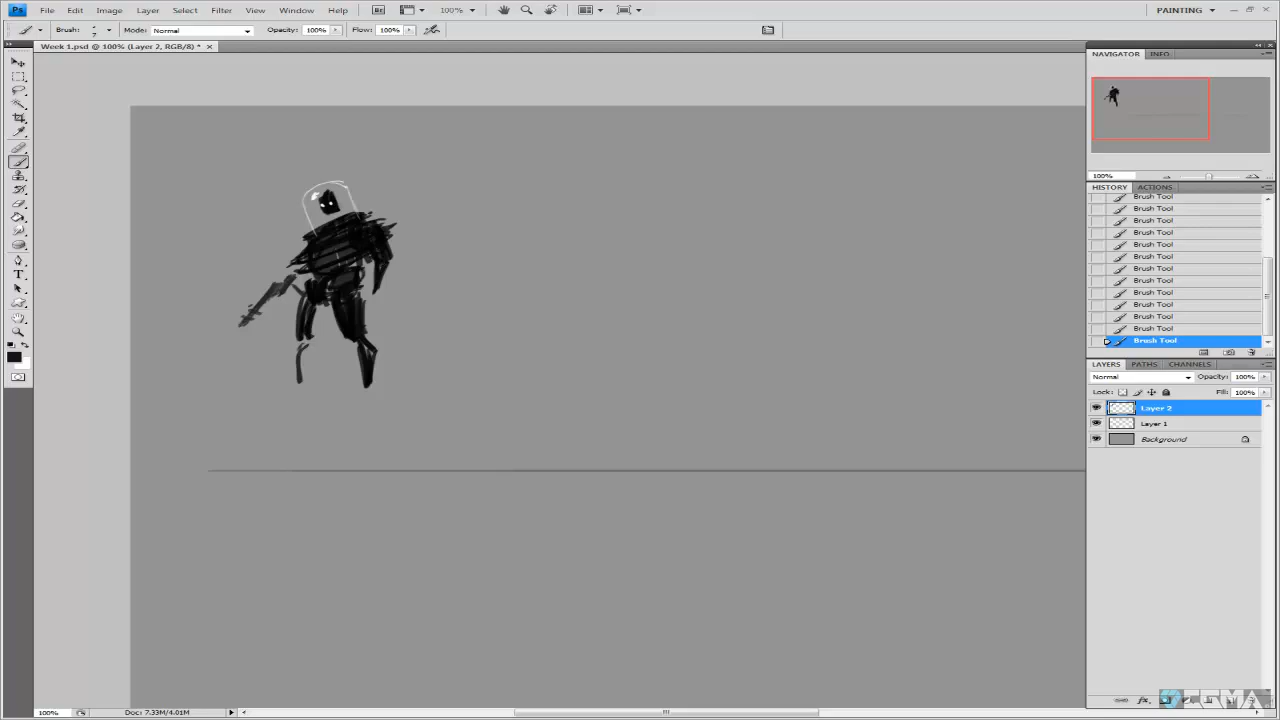 Ps File Edit Image Layer Select Filter View Window Help Br 100% PAINTING
Brush: 7 Mode: Normal Opacity: 100% Flow: 100%
Week 1.psd @ 100% (Layer 2, RGB/8) *
NAVIGATOR INFO
100%
HISTORY ACTIONS
Brush Tool
Brush Tool
Brush Tool
Brush Tool
Brush Tool
Brush Tool
Brush Tool
Brush Tool
Brush Tool
Brush Tool
Brush Tool
Brush Tool
Brush Tool
LAYERS PATHS CHANNELS
Normal Opacity: 100%
Lock: Fill: 100%
Layer 2
Layer 1
Background
100% Doc: 7.33M/4.01M